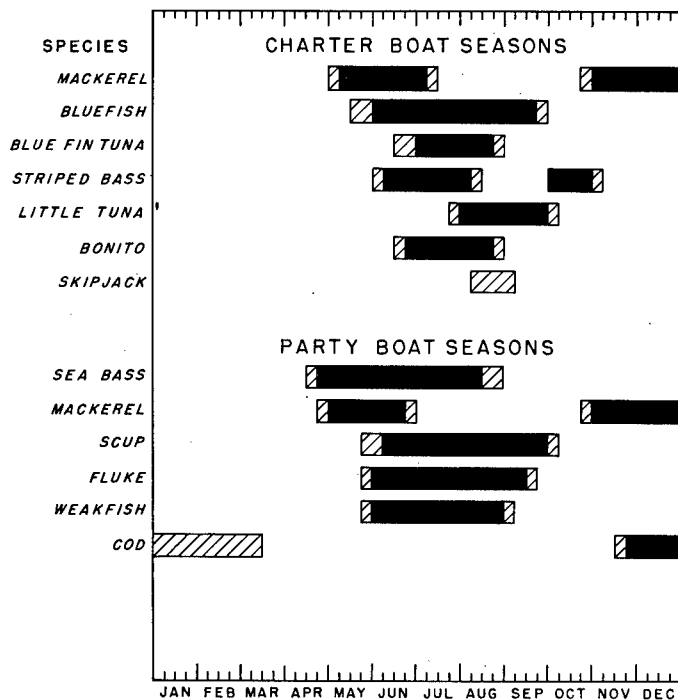 SPECIES
CHARTER BOAT SEASONS
MACKEREL
BLUEFISH
BLUE FIN TUNA
STRIPED BASS
LITTLE TUNA
BONITO
SKIPJACK
PARTY BOAT SEASONS
SEA BASS
MACKEREL
SCUP
FLUKE
WEAKFISH
COD
JAN FEB MAR APR MAY JUN JUL AUG SEP OCT NOV DEC